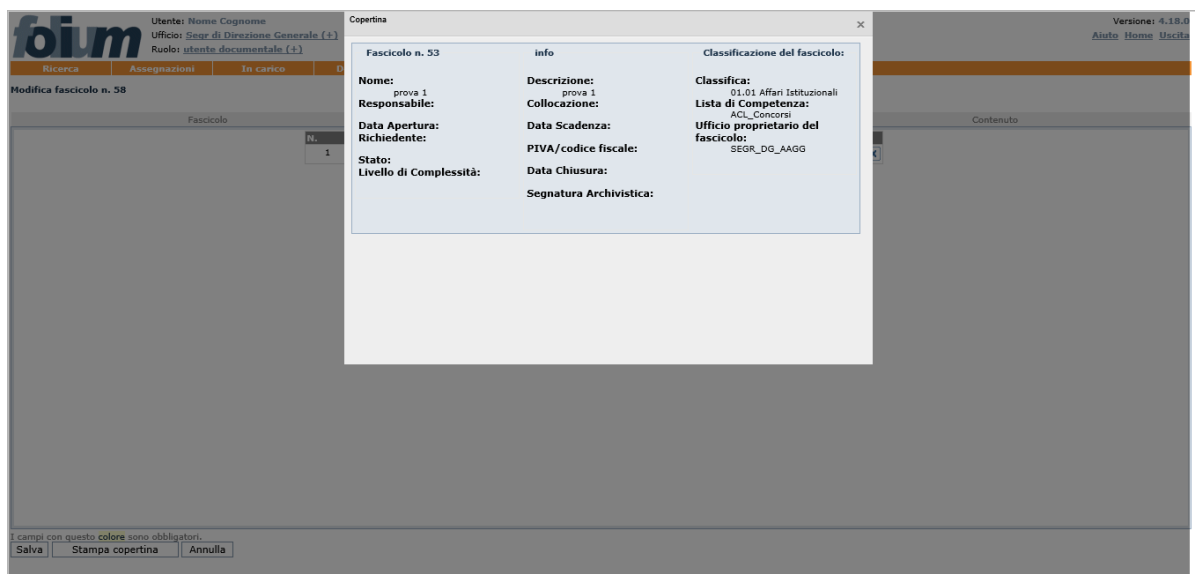 folium
Utente: Nome Cognome
Ufficio: Segr di Direzione Generale (+)
Ruolo: utente documentale (+)
Versione: 4.18.0
Aiuto Home Uscita
Ricerca Assegnazioni In carico D
Modifica fascicolo n. 58
Fascicolo Contenuto
N.
1
Copertina ×
Fascicolo n. 53 info Classificazione del fascicolo:
Nome: Descrizione: Classifica:
prova 1 prova 1 01.01 Affari Istituzionali
Responsabile: Collocazione: Lista di Competenza:
ACL_Concorsi
Data Apertura: Data Scadenza: Ufficio proprietario del
Richiedente: fascicolo:
PIVA/codice fiscale: SEGR_DG_AAGG
Stato:
Livello di Complessità: Data Chiusura:
Segnatura Archivistica:
I campi con questo colore sono obbligatori.
Salva Stampa copertina Annulla